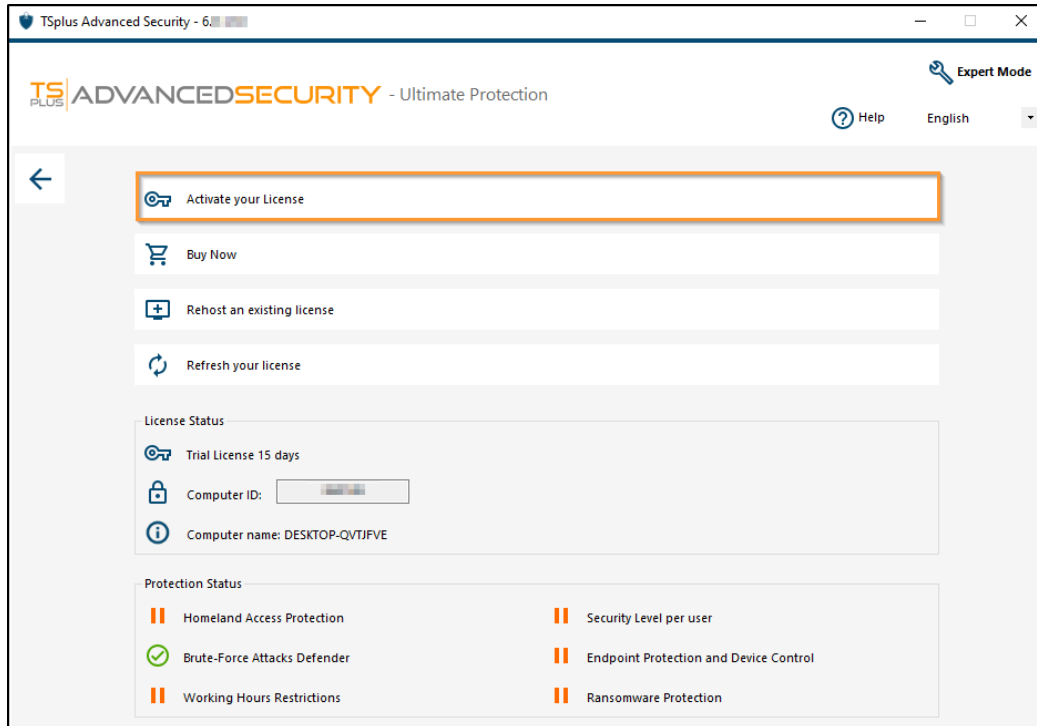 TSplus Advanced Security - 6.
Expert Mode
TS PLUS ADVANCEDSECURITY - Ultimate Protection
Help
English
Activate your License
Buy Now
Rehost an existing license
Refresh your license
License Status
Trial License 15 days
Computer ID:
Computer name: DESKTOP-QVTJFVE
Protection Status
Homeland Access Protection
Security Level per user
Brute-Force Attacks Defender
Endpoint Protection and Device Control
Working Hours Restrictions
Ransomware Protection